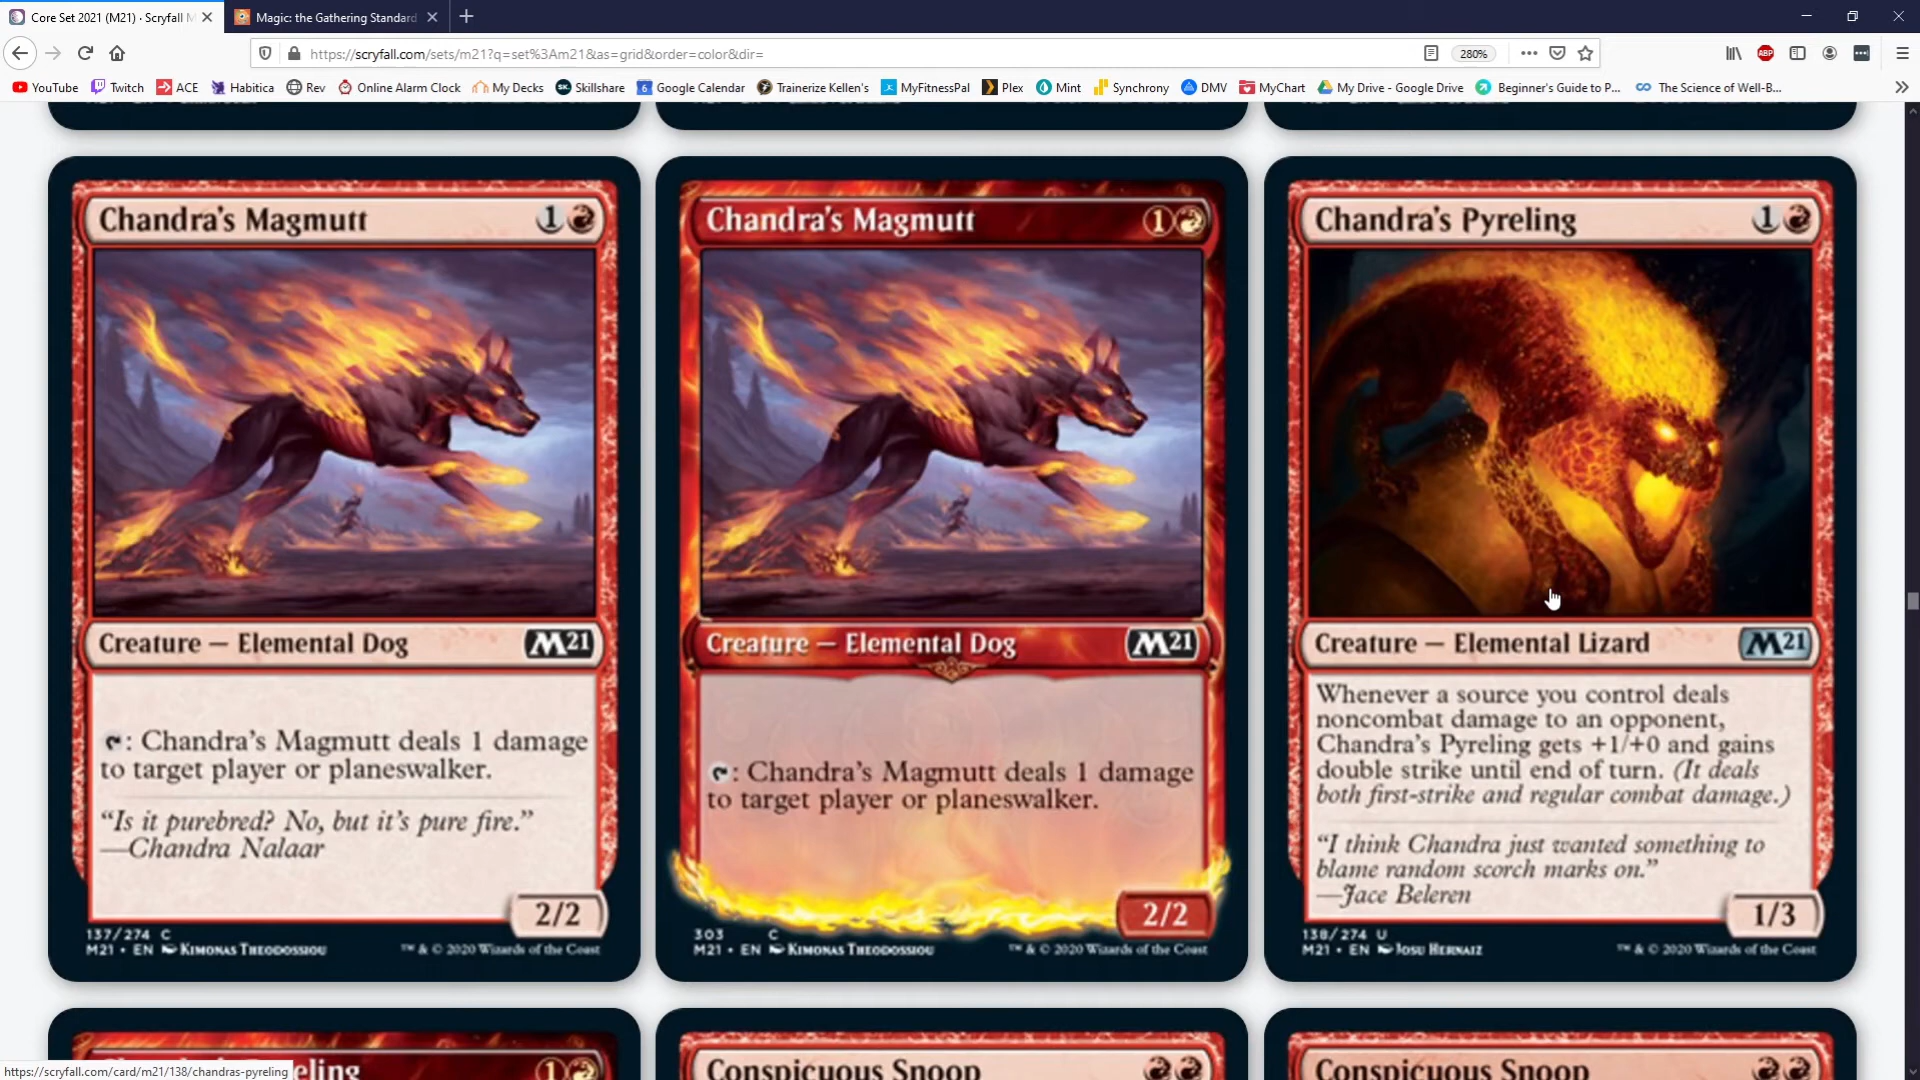 Core Set 2021 (M21) · Scryfall M
Magic: the Gathering Standard
https://scryfall.com/sets/m21?q=set%3Am21&as=grid&order=color&dir=
280%
YouTube
Twitch
ACE
Habitica
Rev
Online Alarm Clock
My Decks
Skillshare
Google Calendar
Trainerize Kellen's
MyFitnessPal
Plex
Mint
Synchrony
DMV
MyChart
My Drive - Google Drive
Beginner's Guide to P...
The Science of Well-B...
Chandra's Magmutt 1
Creature — Elemental Dog M21
: Chandra's Magmutt deals 1 damage
to target player or planeswalker.
"Is it purebred? No, but it's pure fire."
—Chandra Nalaar
2/2
137/274 C
M21 • EN Kimonas Theodossiou
™ & © 2020 Wizards of the Coast
Chandra's Magmutt 1
Creature — Elemental Dog M21
: Chandra's Magmutt deals 1 damage
to target player or planeswalker.
2/2
303 C
M21 • EN Kimonas Theodossiou
™ & © 2020 Wizards of the Coast
Chandra's Pyreling 1
Creature — Elemental Lizard M21
Whenever a source you control deals
noncombat damage to an opponent,
Chandra's Pyreling gets +1/+0 and gains
double strike until end of turn. (It deals
both first-strike and regular combat damage.)
"I think Chandra just wanted something to
blame random scorch marks on."
—Jace Beleren
1/3
138/274 U
M21 • EN Josu Hernaiz
™ & © 2020 Wizards of the Coast
eling 1
Conspicuous Snoop
Conspicuous Snoop
https://scryfall.com/card/m21/138/chandras-pyreling